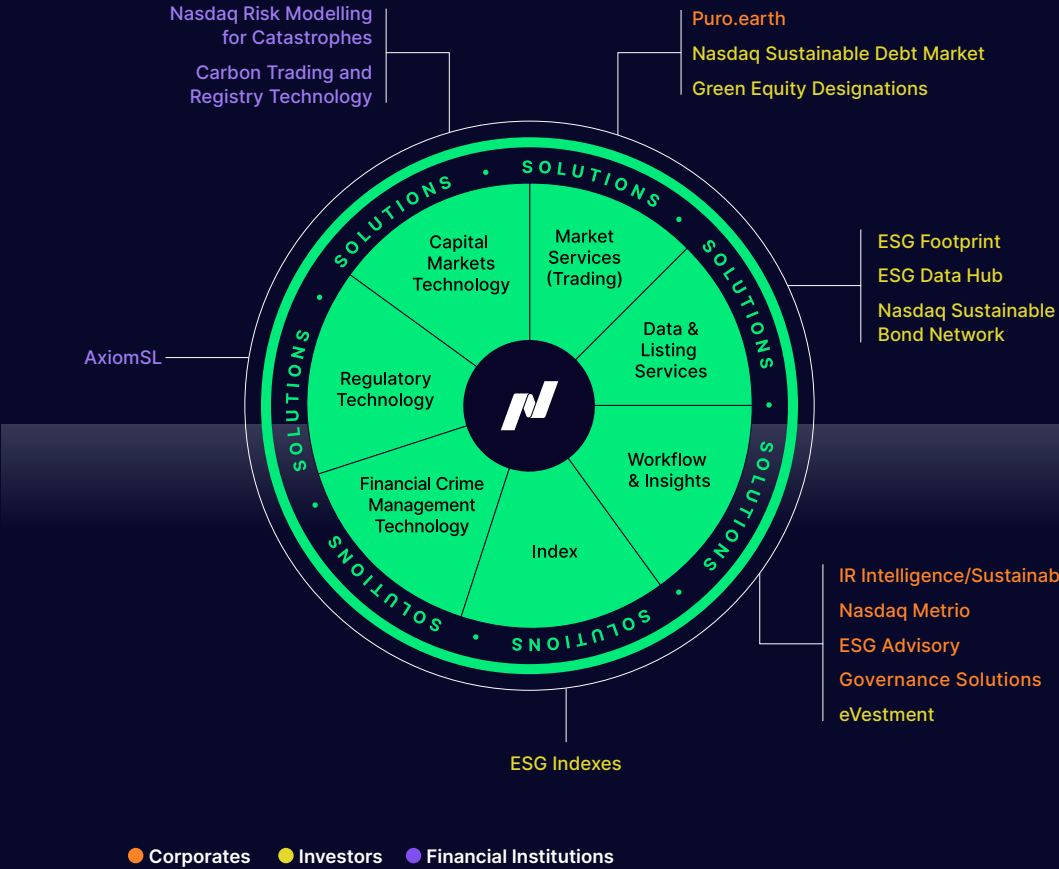 Nasdaq Risk Modelling
for Catastrophes
Carbon Trading and
Registry Technology
Puro.earth
Nasdaq Sustainable Debt Market
Green Equity Designations
ESG Footprint
ESG Data Hub
Nasdaq Sustainable
Bond Network
AxiomSL
SOLUTIONS • SOLUTIONS • SOLUTIONS • SOLUTIONS • SOLUTIONS • SOLUTIONS • SOLUTIONS • SOLUTIONS •
Capital
Markets
Technology
Market
Services
(Trading)
Data &
Listing
Services
Regulatory
Technology
Workflow
& Insights
Financial Crime
Management
Technology
Index
IR Intelligence/Sustainab
Nasdaq Metrio
ESG Advisory
Governance Solutions
eVestment
ESG Indexes
Corporates
Investors
Financial Institutions